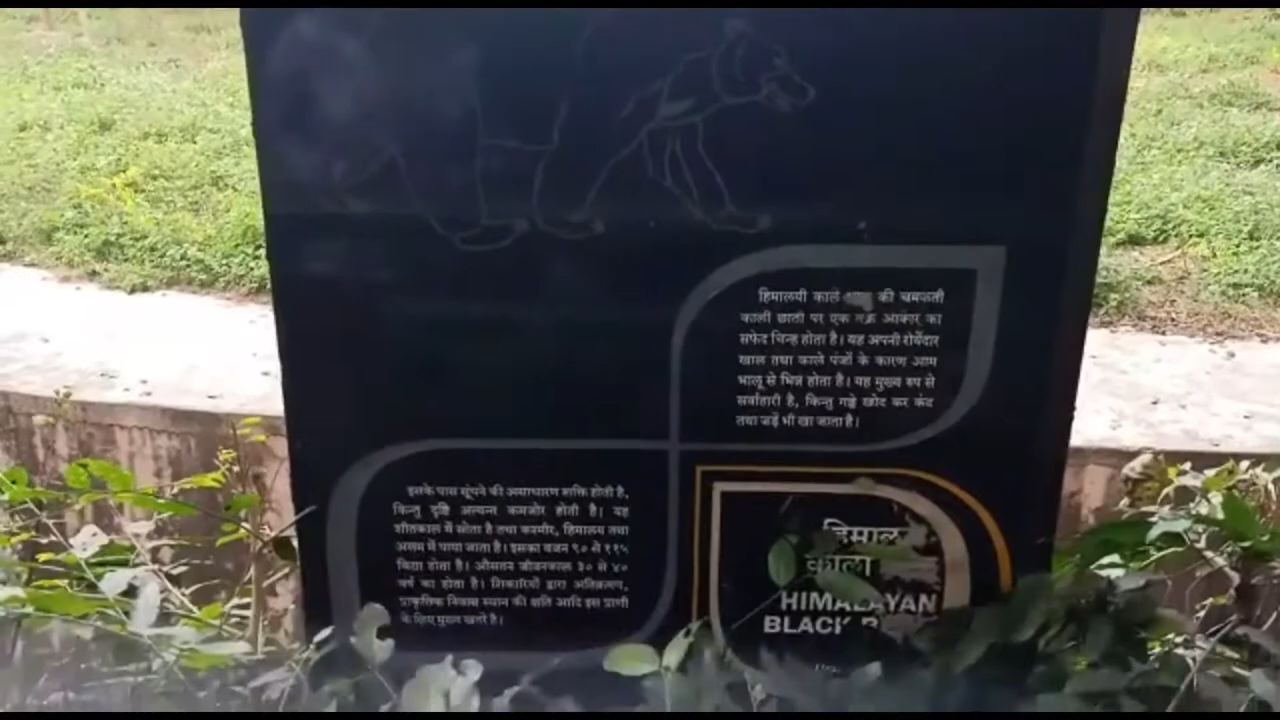 हिमालयी काले की चमकती
काली छाती पर एक आकार का
सफेद चिन्ह होता है। यह अपनी रोयेंदार
खाल तथा काले पंजों के कारण आम
भालू से भिन्न होता है। यह मुख्य रुप से
सर्वाहारी है, किन्तु गड्ढे खोद कर कंद
तथा जड़ें भी खा जाता है।
इसके पास सूंघने की असाधारण शक्ति होती है,
किन्तु दृष्टि अत्यन्त कमजोर होती है। यह
शीतकाल में सोता है तथा कश्मीर, हिमालय तथा
असम में पाया जाता है। इसका वजन ९० से ११५
किग्रा होता है। औसतन जीवनकाल ३० से ४०
वर्ष का होता है। शिकारियों द्वारा अतिक्रमण,
प्राकृतिक निवास स्थान की क्षति आदि इस प्राणी
के लिए मुख्य खतरे है।
काला
HIMALAYAN
BLACK